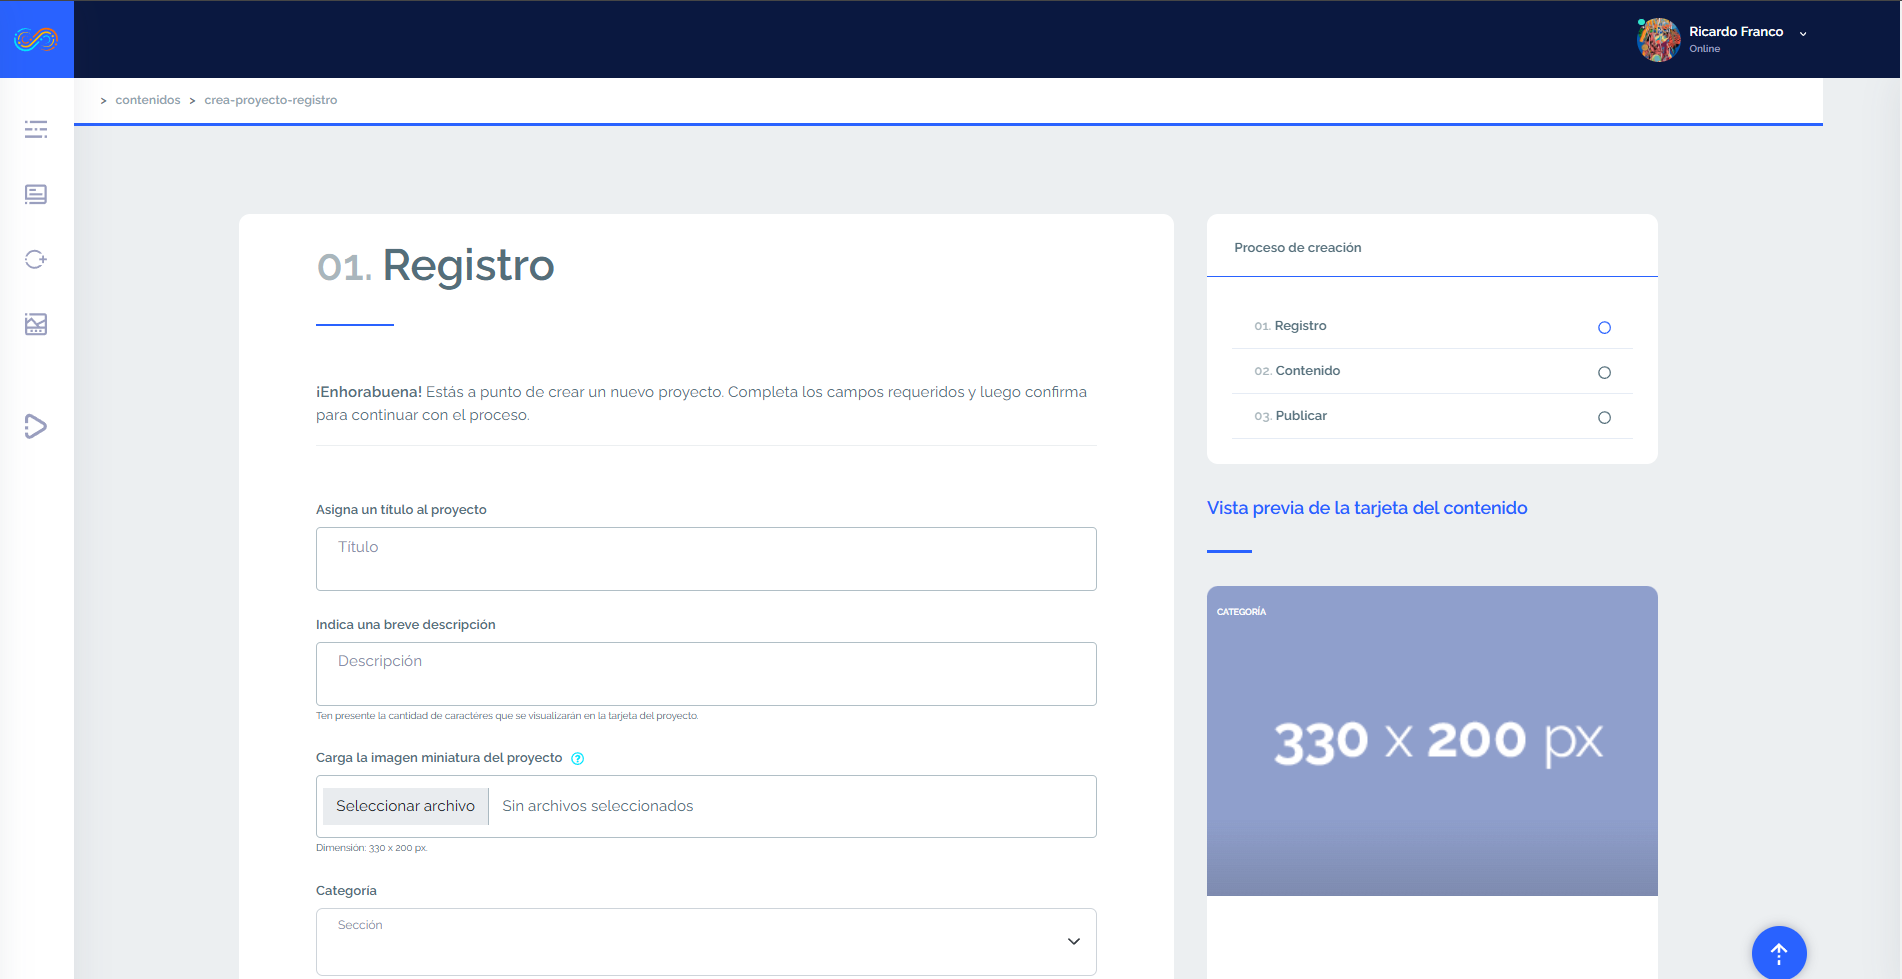 Ricardo Franco
Online
> contenidos > crea-proyecto-registro
01. Registro
¡Enhorabuena! Estás a punto de crear un nuevo proyecto. Completa los campos requeridos y luego confirma
para continuar con el proceso.
Asigna un título al proyecto
Título
Indica una breve descripción
Descripción
Ten presente la cantidad de caractéres que se visualizarán en la tarjeta del proyecto.
Carga la imagen miniatura del proyecto ?
Seleccionar archivo Sin archivos seleccionados
Dimensión: 330 x 200 px.
Categoría
Sección
Proceso de creación
01. Registro
02. Contenido
03. Publicar
Vista previa de la tarjeta del contenido
CATEGORÍA
330 x 200 px